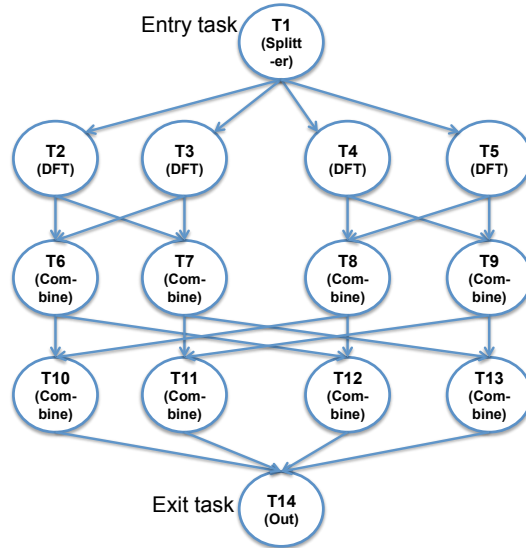 Entry task
T1
(Splitt
-er)
T2
(DFT)
T3
(DFT)
T4
(DFT)
T5
(DFT)
T6
(Com-
bine)
T7
(Com-
bine)
T8
(Com-
bine)
T9
(Com-
bine)
T10
(Com-
bine)
T11
(Com-
bine)
T12
(Com-
bine)
T13
(Com-
bine)
Exit task
T14
(Out)